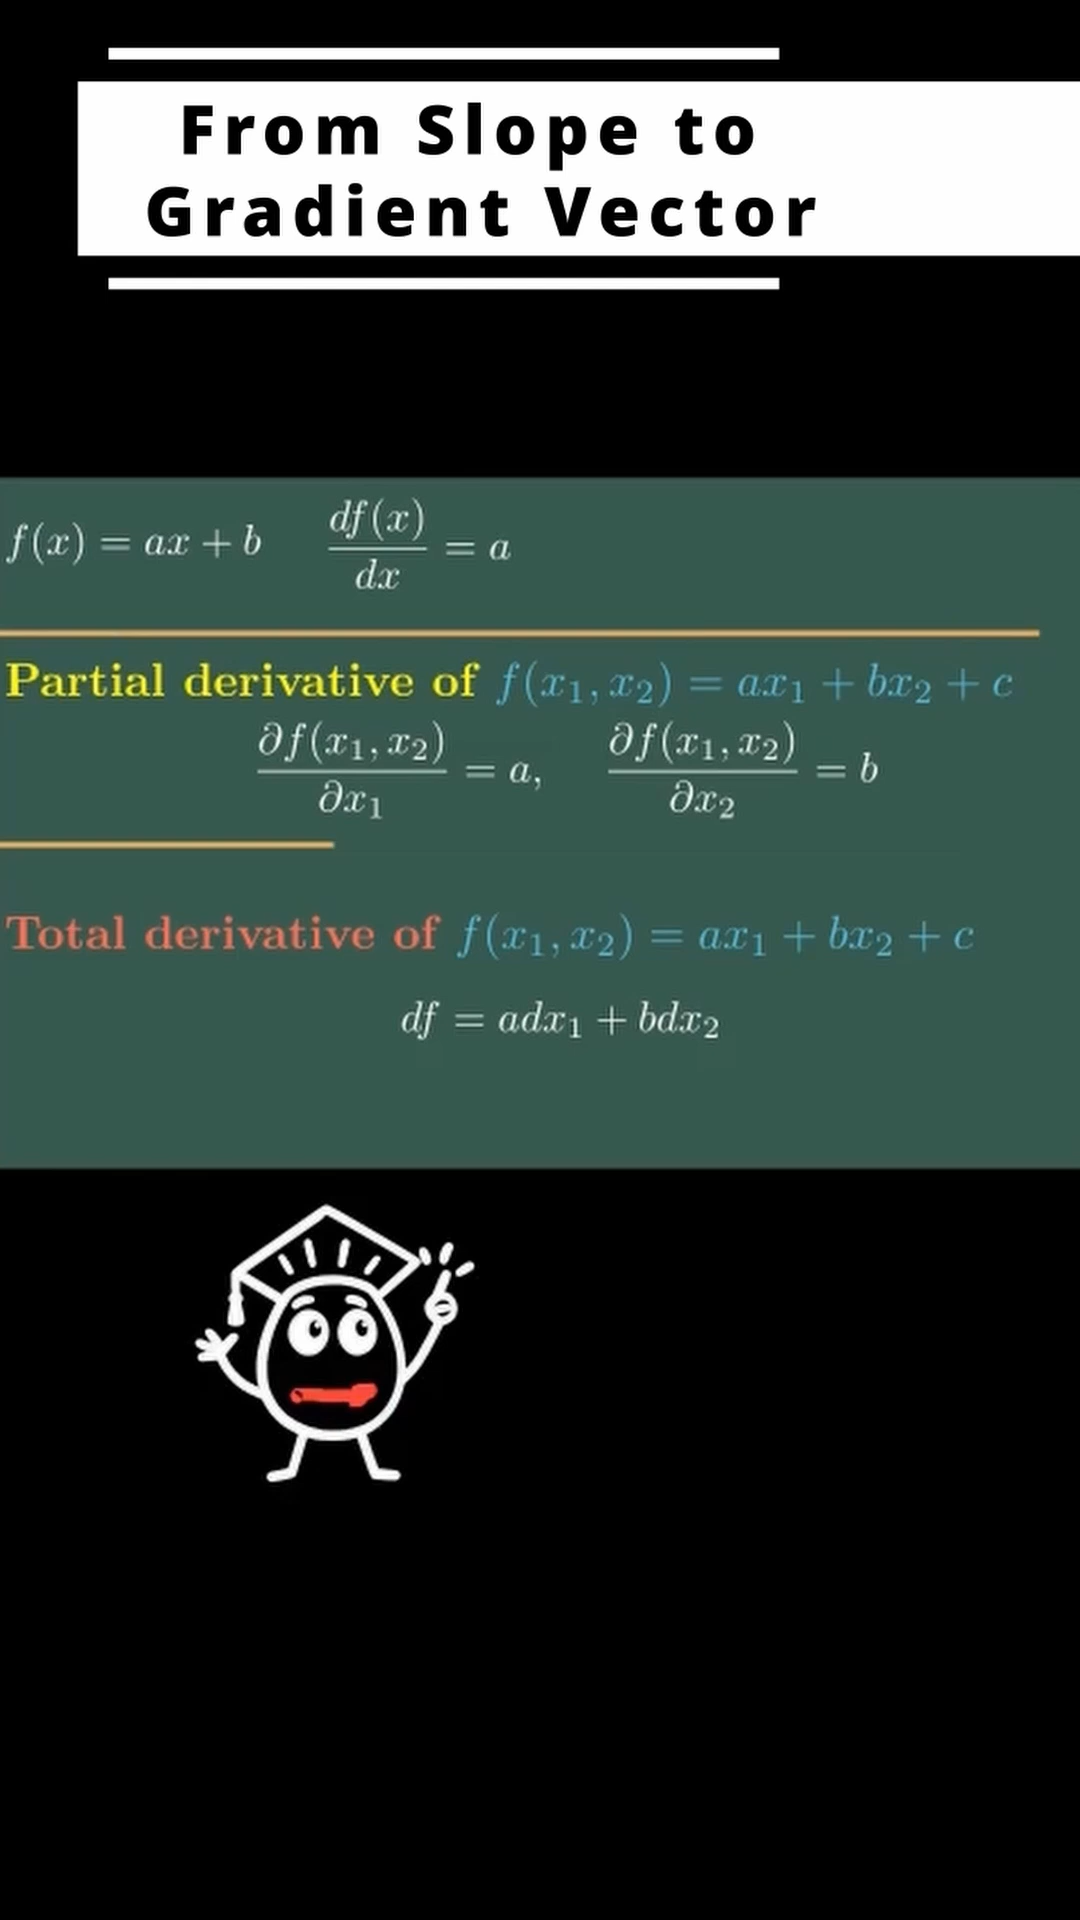 From Slope to
Gradient Vector
f(x) = ax + b    df(x)/dx = a
Partial derivative of f(x₁, x₂) = ax₁ + bx₂ + c
∂f(x₁, x₂)/∂x₁ = a,    ∂f(x₁, x₂)/∂x₂ = b
Total derivative of f(x₁, x₂) = ax₁ + bx₂ + c
df = adx₁ + bdx₂